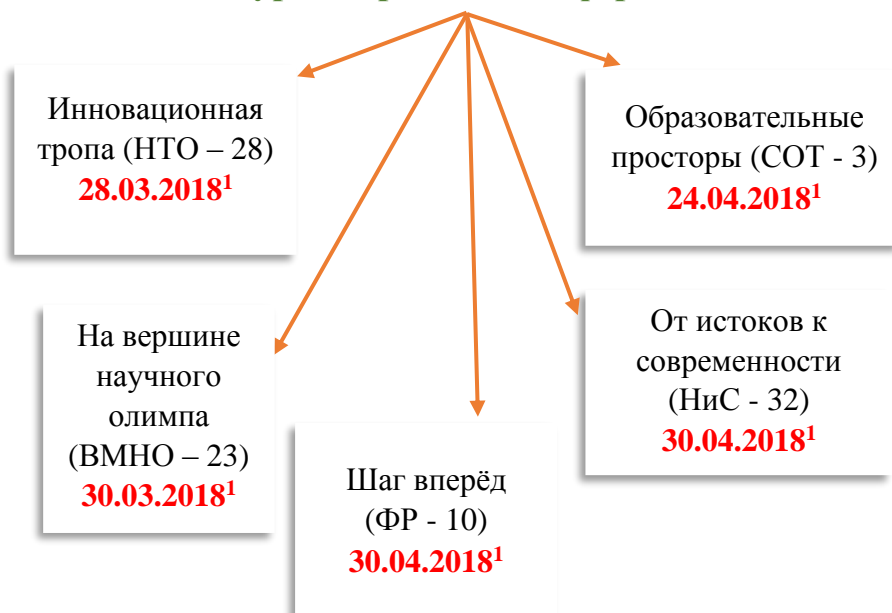 Инновационная
тропа (НТО – 28)
28.03.2018¹
Образовательные
просторы (СОТ - 3)
24.04.2018¹
На вершине
научного
олимпа
(ВМНО – 23)
30.03.2018¹
Шаг вперёд
(ФР - 10)
30.04.2018¹
От истоков к
современности
(НиС - 32)
30.04.2018¹